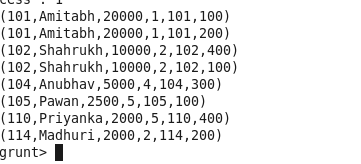 (101,Amitabh,20000,1,101,100)
(101,Amitabh,20000,1,101,200)
(102,Shahrukh,10000,2,102,400)
(102,Shahrukh,10000,2,102,100)
(104,Anubhav,5000,4,104,300)
(105,Pawan,2500,5,105,100)
(110,Priyanka,2000,5,110,400)
(114,Madhuri,2000,2,114,200)
grunt>